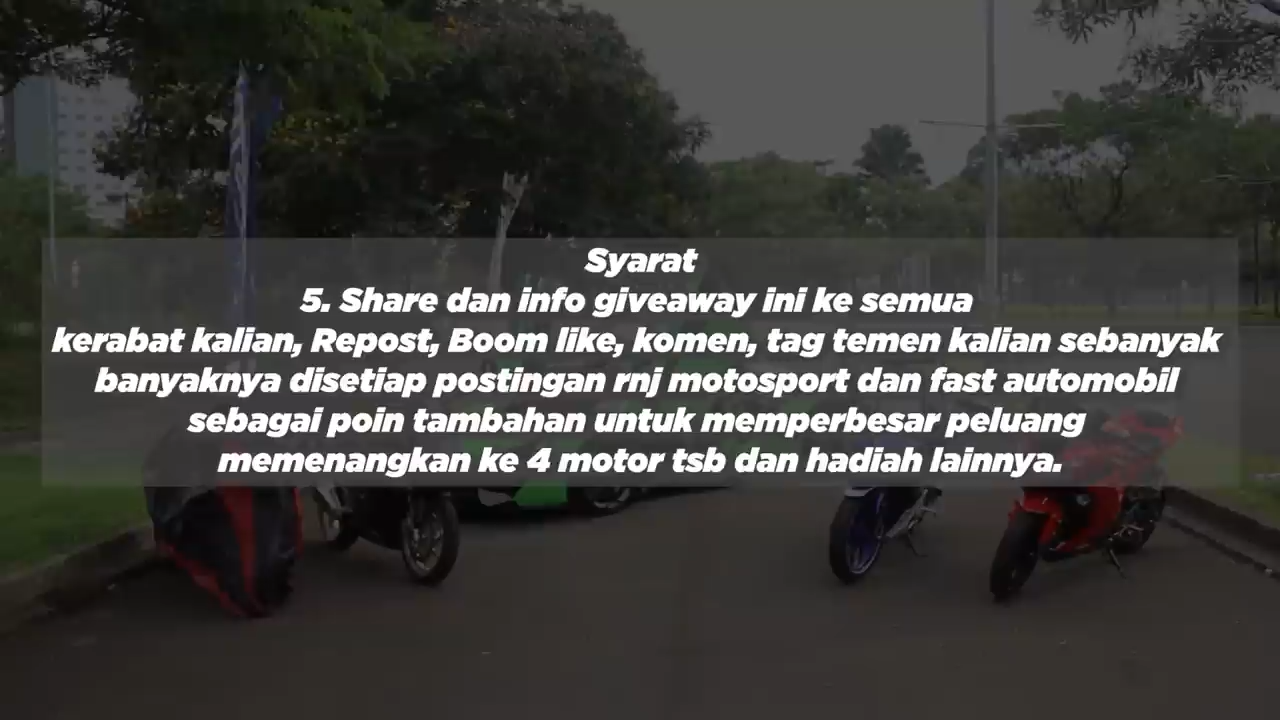 Syarat
5. Share dan info giveaway ini ke semua
kerabat kalian, Repost, Boom like, komen, tag temen kalian sebanyak
banyaknya disetiap postingan rnj motosport dan fast automobil
sebagai poin tambahan untuk memperbesar peluang
memenangkan ke 4 motor tsb dan hadiah lainnya.